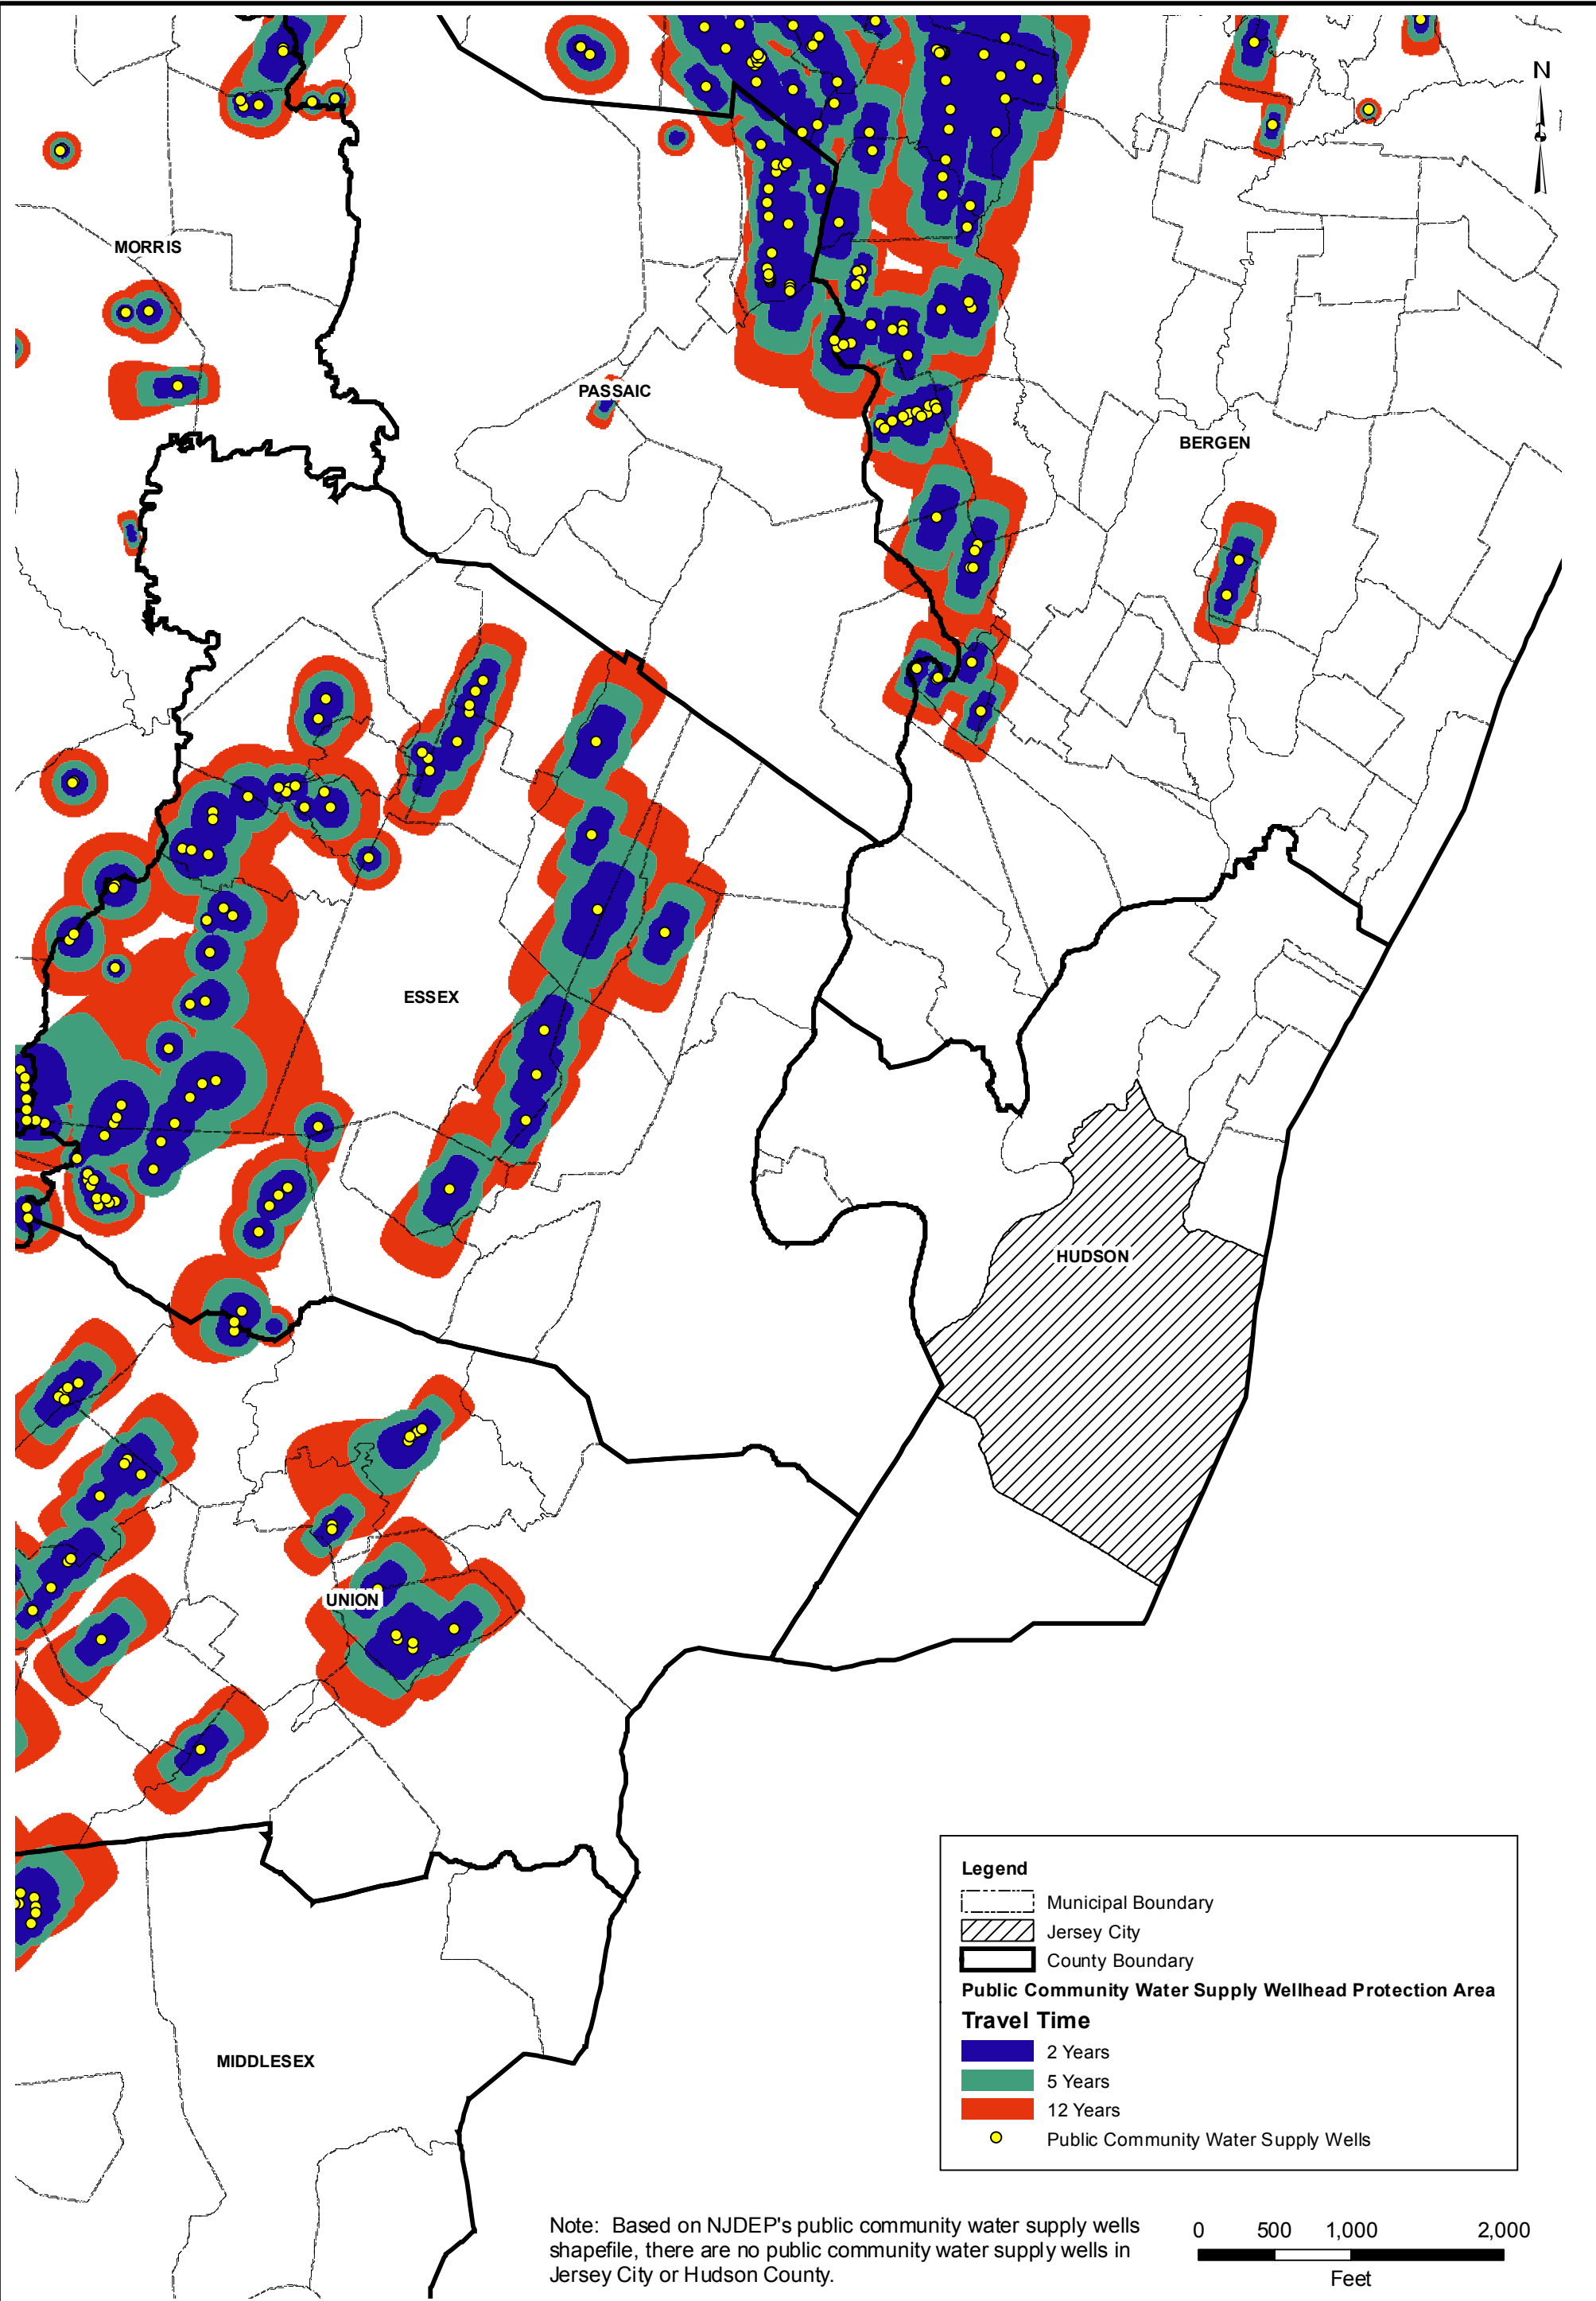 N
MORRIS
PASSAIC
BERGEN
ESSEX
HUDSON
UNION
MIDDLESEX
Legend
Municipal Boundary
Jersey City
County Boundary
Public Community Water Supply Wellhead Protection Area
Travel Time
2 Years
5 Years
12 Years
Public Community Water Supply Wells
Note: Based on NJDEP's public community water supply wells
shapefile, there are no public community water supply wells in
Jersey City or Hudson County.
0 500 1,000 2,000
Feet